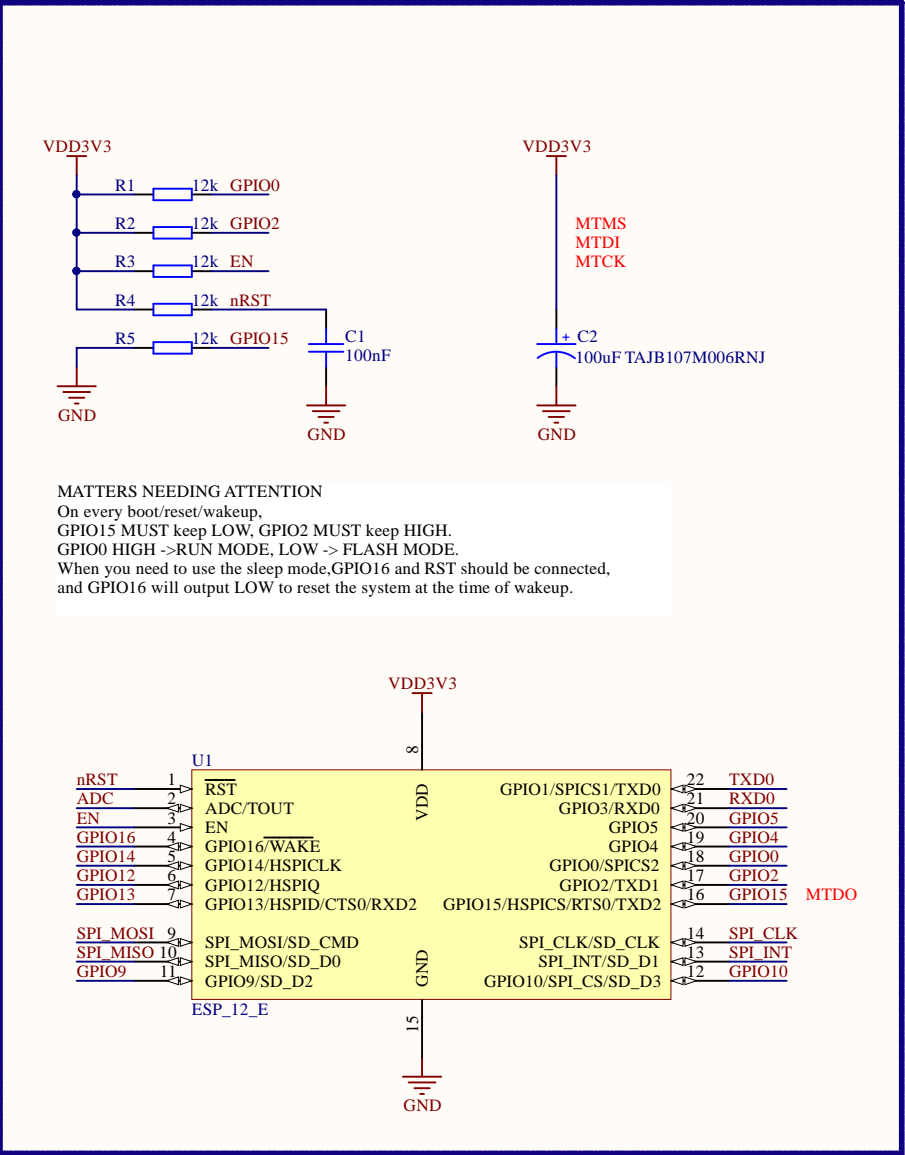 VDD3V3
R1 12k GPIO0
R2 12k GPIO2
R3 12k EN
R4 12k nRST
R5 12k GPIO15
GND
C1
100nF
GND
VDD3V3
MTMS
MTDI
MTCK
+ C2
100uF TAJB107M006RNJ
GND
MATTERS NEEDING ATTENTION
On every boot/reset/wakeup,
GPIO15 MUST keep LOW, GPIO2 MUST keep HIGH.
GPIO0 HIGH ->RUN MODE, LOW -> FLASH MODE.
When you need to use the sleep mode,GPIO16 and RST should be connected,
and GPIO16 will output LOW to reset the system at the time of wakeup.
VDD3V3
8
U1
VDD
nRST 1 RST
ADC 2 ADC/TOUT
EN 3 EN
GPIO16 4 GPIO16/WAKE
GPIO14 5 GPIO14/HSPICLK
GPIO12 6 GPIO12/HSPIQ
GPIO13 7 GPIO13/HSPID/CTS0/RXD2
SPI_MOSI 9 SPI_MOSI/SD_CMD
SPI_MISO 10 SPI_MISO/SD_D0
GPIO9 11 GPIO9/SD_D2
GPIO1/SPICS1/TXD0 22 TXD0
GPIO3/RXD0 21 RXD0
GPIO5 20 GPIO5
GPIO4 19 GPIO4
GPIO0/SPICS2 18 GPIO0
GPIO2/TXD1 17 GPIO2
GPIO15/HSPICS/RTS0/TXD2 16 GPIO15 MTDO
SPI_CLK/SD_CLK 14 SPI_CLK
SPI_INT/SD_D1 13 SPI_INT
GPIO10/SPI_CS/SD_D3 12 GPIO10
GND
ESP_12_E
15
GND